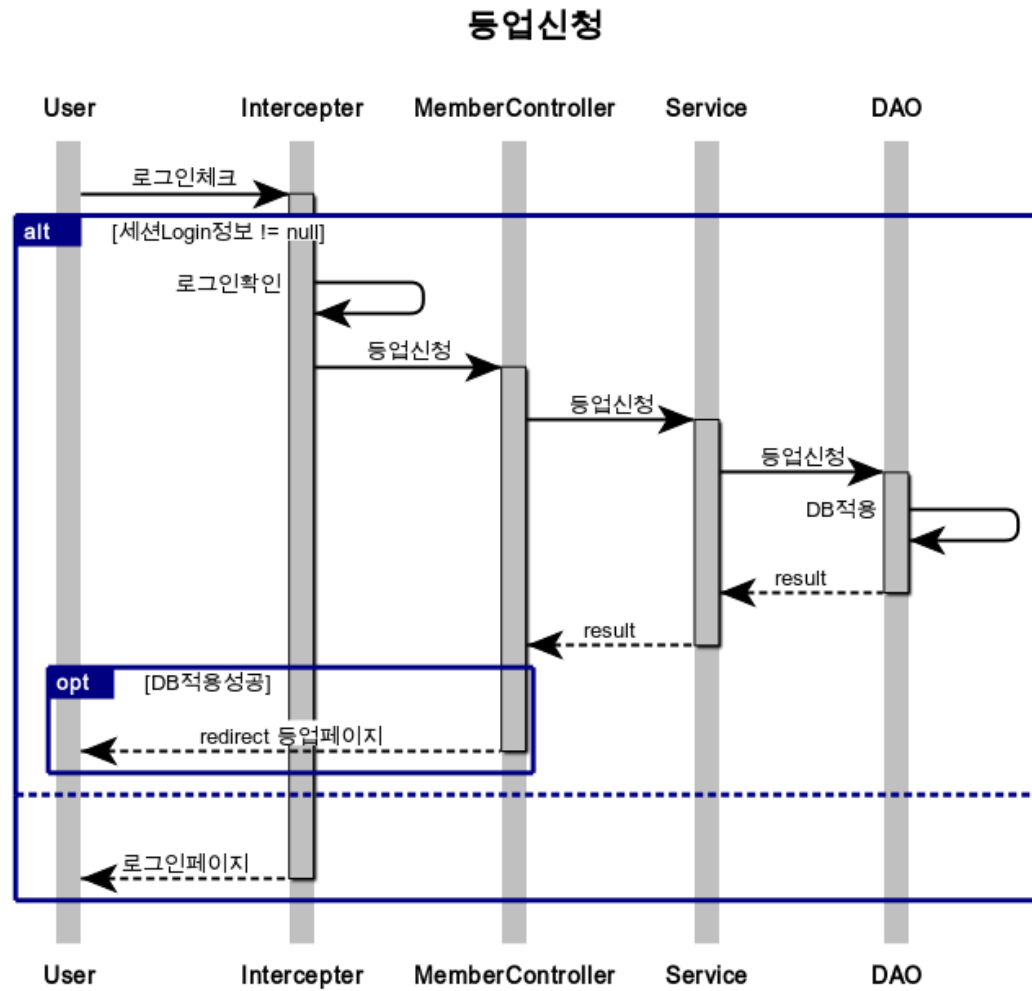 등업신청
User Intercepter MemberController Service DAO
로그인체크
alt [세션Login정보 != null]
로그인확인
등업신청
등업신청
등업신청
DB적용
result
result
opt [DB적용성공]
redirect 등업페이지
로그인페이지
User Intercepter MemberController Service DAO